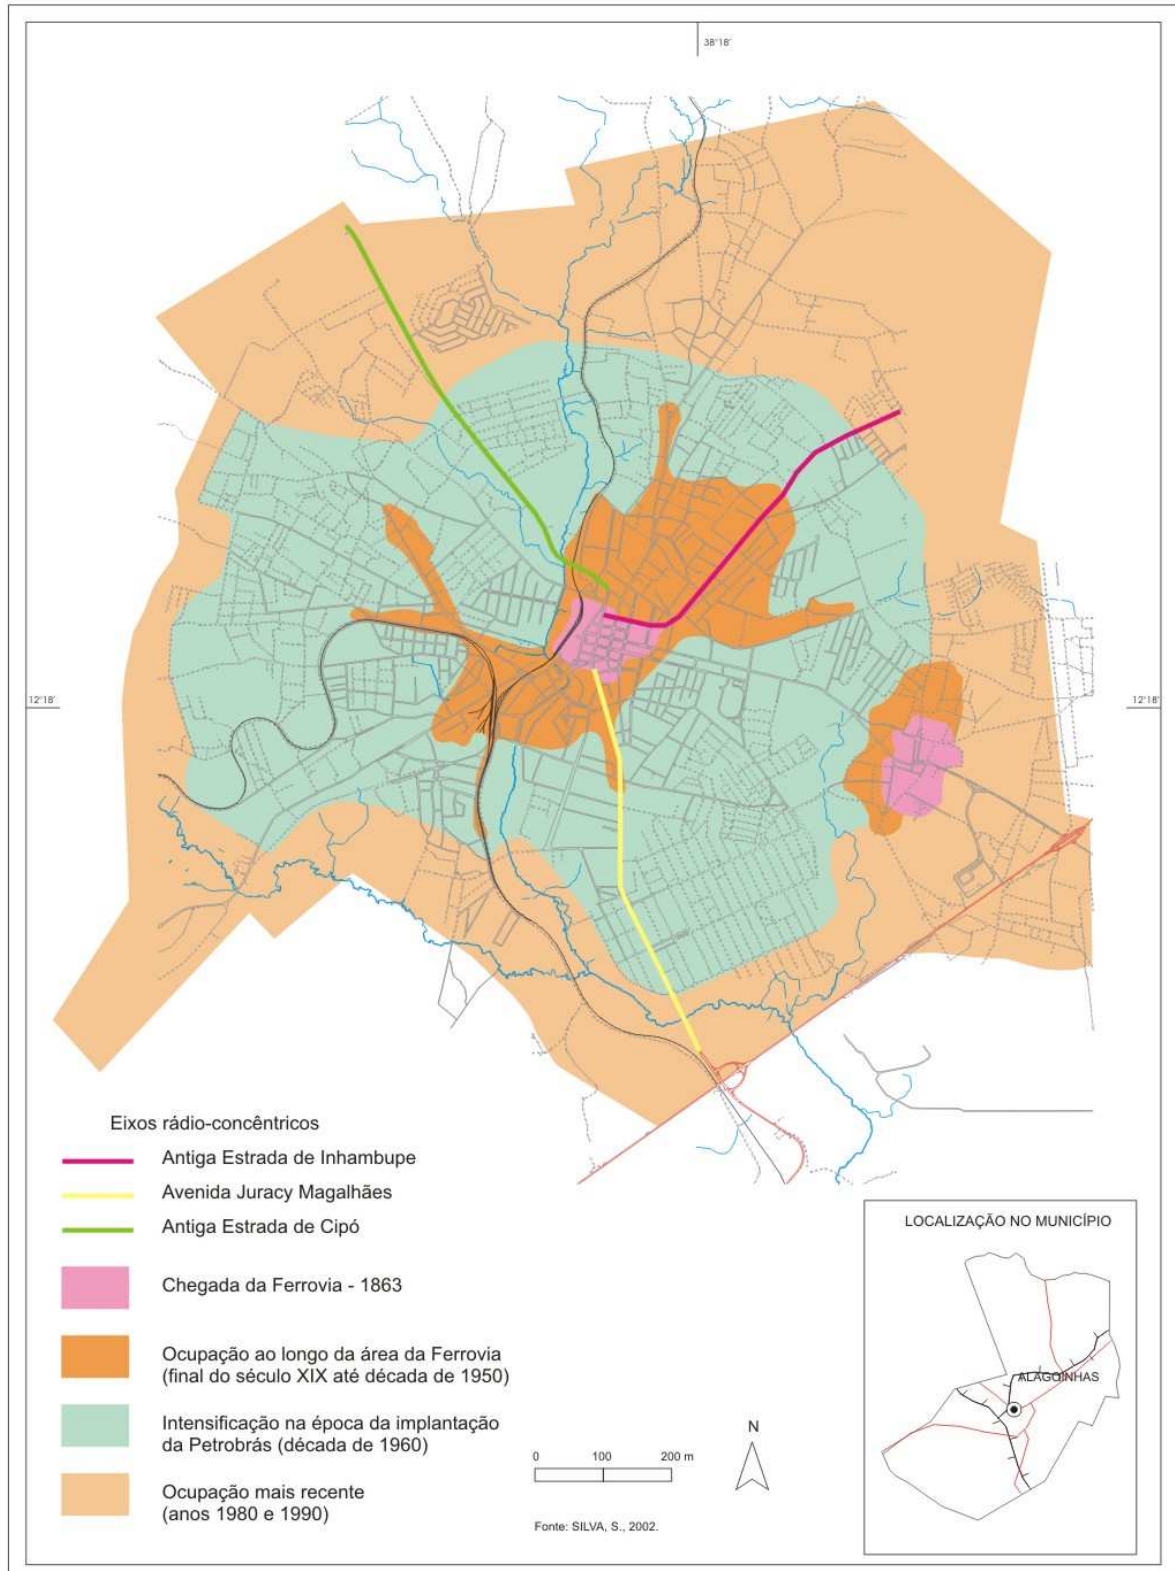 38°18'
12°18'
12°18'
Eixos rádio-concêntricos
Antiga Estrada de Inhambupe
Avenida Juracy Magalhães
Antiga Estrada de Cipó
Chegada da Ferrovia - 1863
Ocupação ao longo da área da Ferrovia
(final do século XIX até década de 1950)
Intensificação na época da implantação
da Petrobrás (década de 1960)
Ocupação mais recente
(anos 1980 e 1990)
0 100 200 m
N
Fonte: SILVA, S., 2002.
LOCALIZAÇÃO NO MUNICÍPIO
ALAGOINHAS